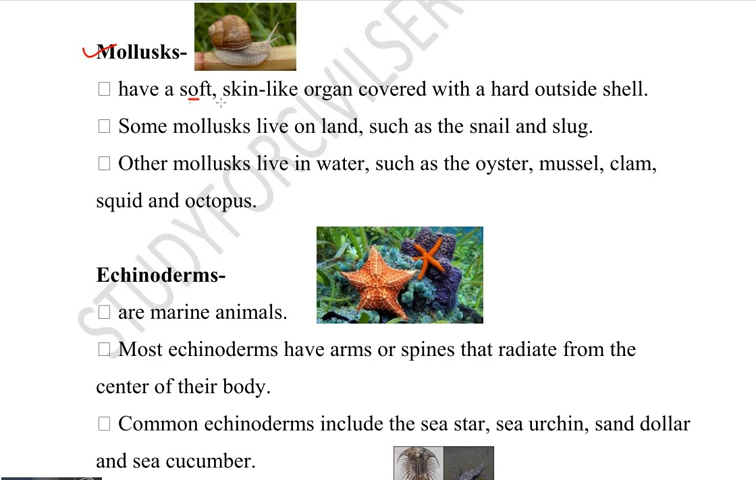 Mollusks-
have a soft, skin-like organ covered with a hard outside shell.
Some mollusks live on land, such as the snail and slug.
Other mollusks live in water, such as the oyster, mussel, clam,
squid and octopus.
Echinoderms-
are marine animals.
Most echinoderms have arms or spines that radiate from the
center of their body.
Common echinoderms include the sea star, sea urchin, sand dollar
and sea cucumber.
STUDYFORCIVILSER